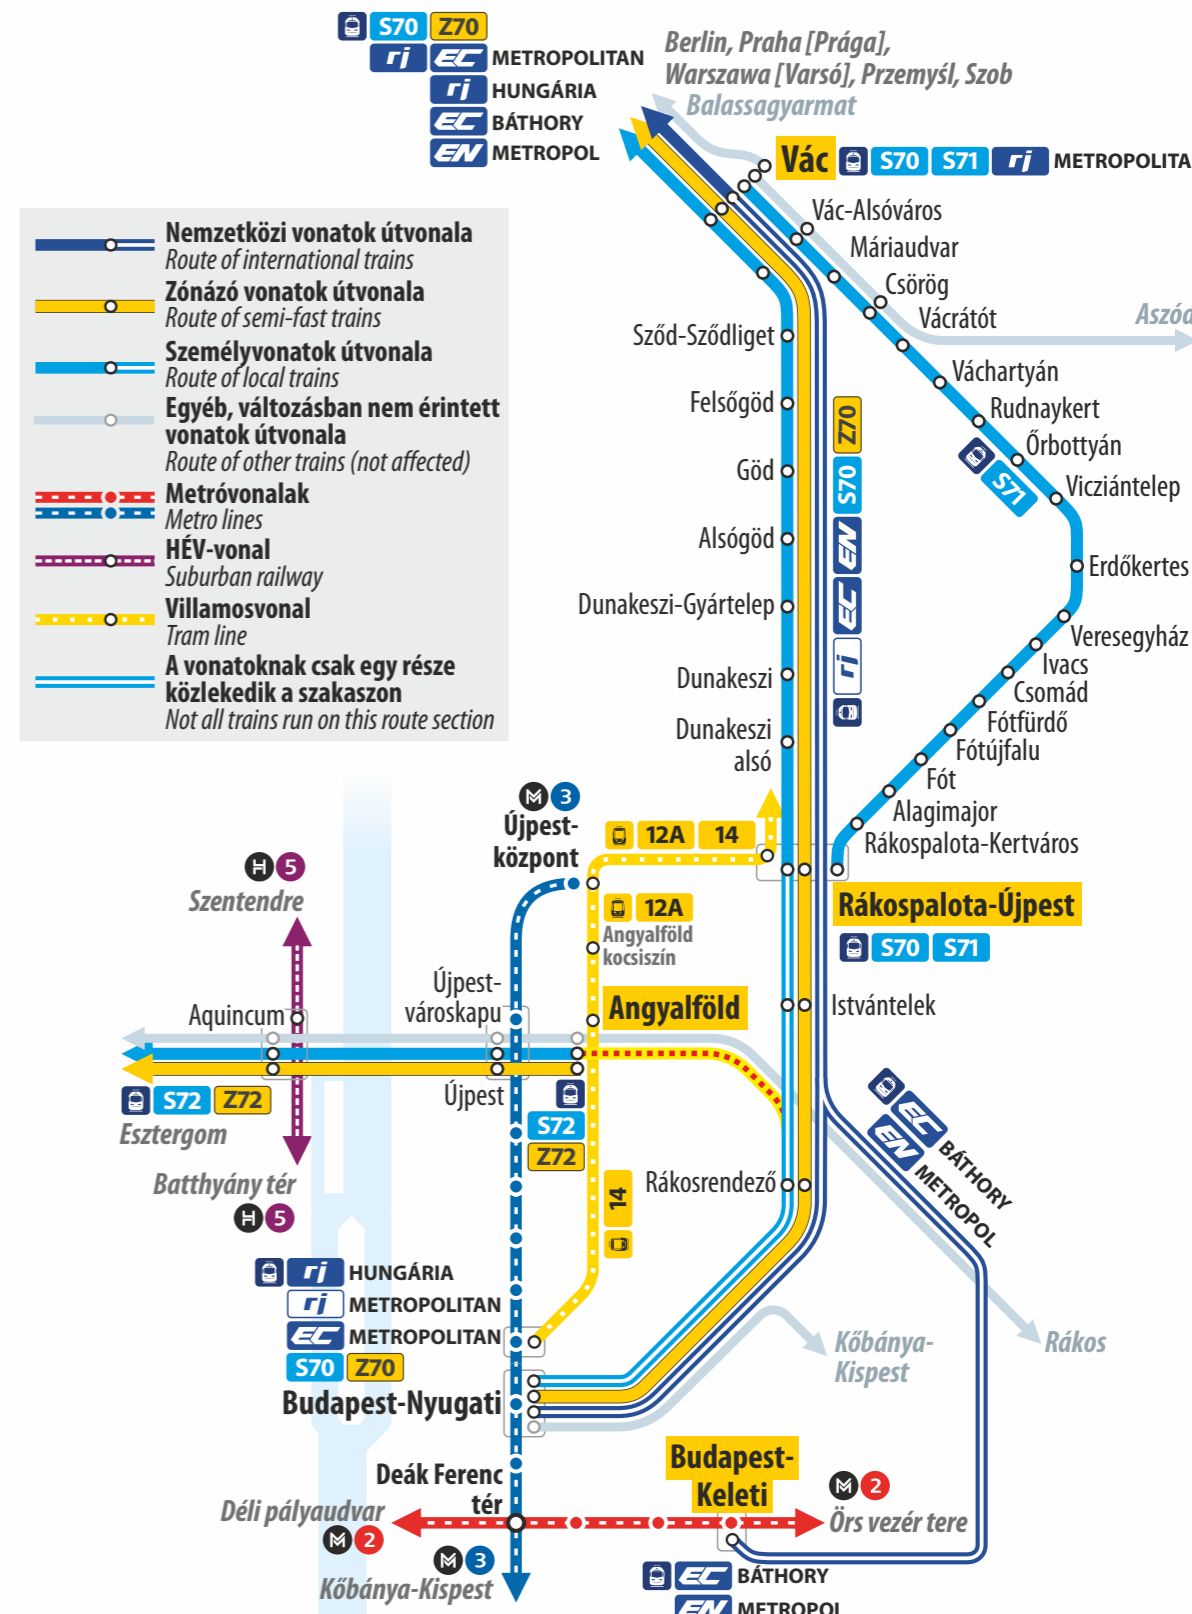 S70 Z70
rj EC METROPOLITAN
rj HUNGÁRIA
EC BÁTHORY
EN METROPOL
Berlin, Praha [Prága],
Warszawa [Varsó], Przemyśl, Szob
Balassagyarmat
Vác S70 S71 rj METROPOLITA
Nemzetközi vonatok útvonala
Route of international trains
Zónázó vonatok útvonala
Route of semi-fast trains
Személyvonatok útvonala
Route of local trains
Egyéb, változásban nem érintett
vonatok útvonala
Route of other trains (not affected)
Metróvonalak
Metro lines
HÉV-vonal
Suburban railway
Villamosvonal
Tram line
A vonatoknak csak egy része
közlekedik a szakaszon
Not all trains run on this route section
Vác-Alsóváros
Máriaudvar
Csörög
Vácrátót
Aszód
Váchartyán
Rudnaykert
Őrbottyán
Vicziántelep
S71
Erdőkertes
Veresegyház
Ivacs
Csomád
Fótfürdő
Fótújfalu
Fót
Alagimajor
Rákospalota-Kertváros
Sződ-Sződliget
Felsőgöd
Göd
Alsógöd
Dunakeszi-Gyártelep
Dunakeszi
Dunakeszi
alsó
rj EC EN S70 Z70
M 3
Újpest-
központ
12A 14
12A
Angyalföld
kocsiszín
Rákospalota-Újpest
S70 S71
H 5
Szentendre
Aquincum
Újpest-
városkapu
Angyalföld
Istvántelek
Újpest
S72 Z72
Esztergom
S72
Z72
Batthyány tér
H 5
14
Rákosrendező
EC BÁTHORY
EN METROPOL
rj HUNGÁRIA
rj METROPOLITAN
EC METROPOLITAN
S70 Z70
Budapest-Nyugati
Kőbánya-
Kispest
Rákos
Deák Ferenc
tér
Budapest-
Keleti
Déli pályaudvar
M 2
M 2
Örs vezér tere
M 3
Kőbánya-Kispest
EC BÁTHORY
EN METROPOL